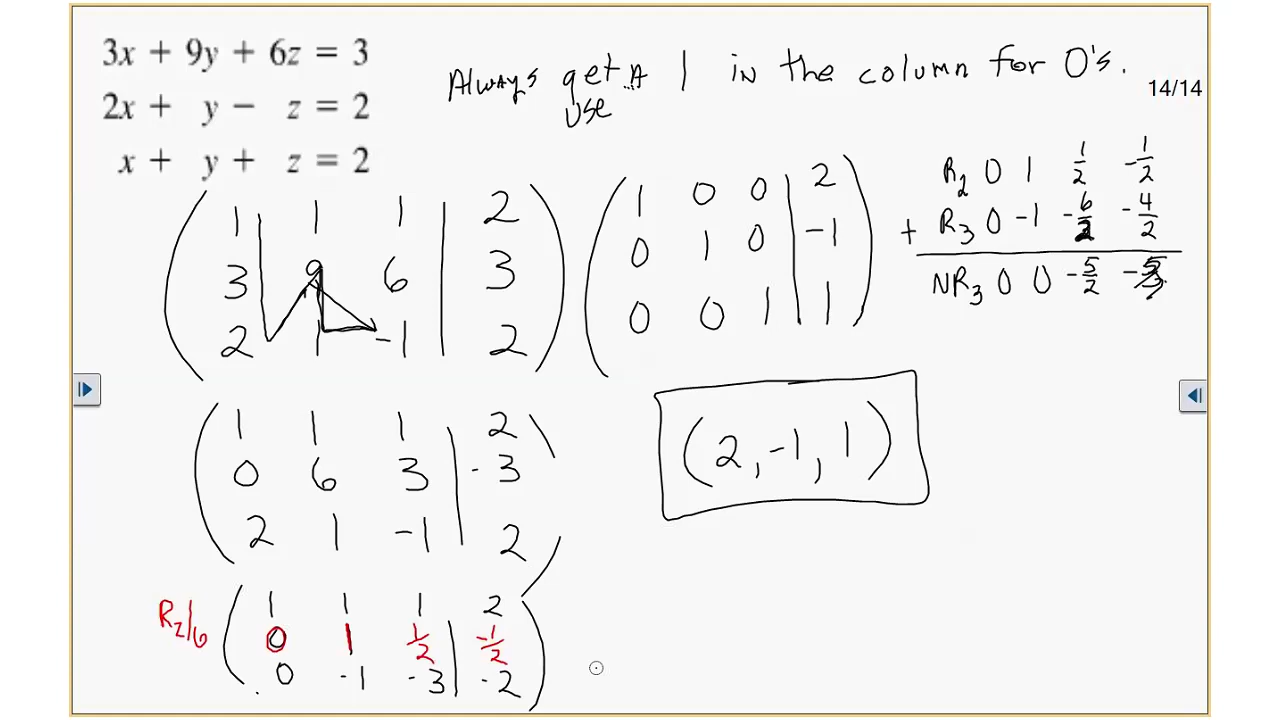 3x + 9y + 6z = 3
2x + y − z = 2
x + y + z = 2
Always get a 1 in the column for 0's.
use
14/14
1 1 1 | 2
3 9 6 | 3
2 1 -1 | 2
1 0 0 | 2
0 1 0 | -1
0 0 1 | 1
R2 0 1 1/2 -1/2
+ R3 0 -1 -6/2 -4/2
NR3 0 0 -5/2
1 1 1 | 2
0 6 3 | -3
2 1 -1 | 2
(2, -1, 1)
1 1 1 2
R2/6 0 1 1/2 | -1/2
0 -1 -3 | -2